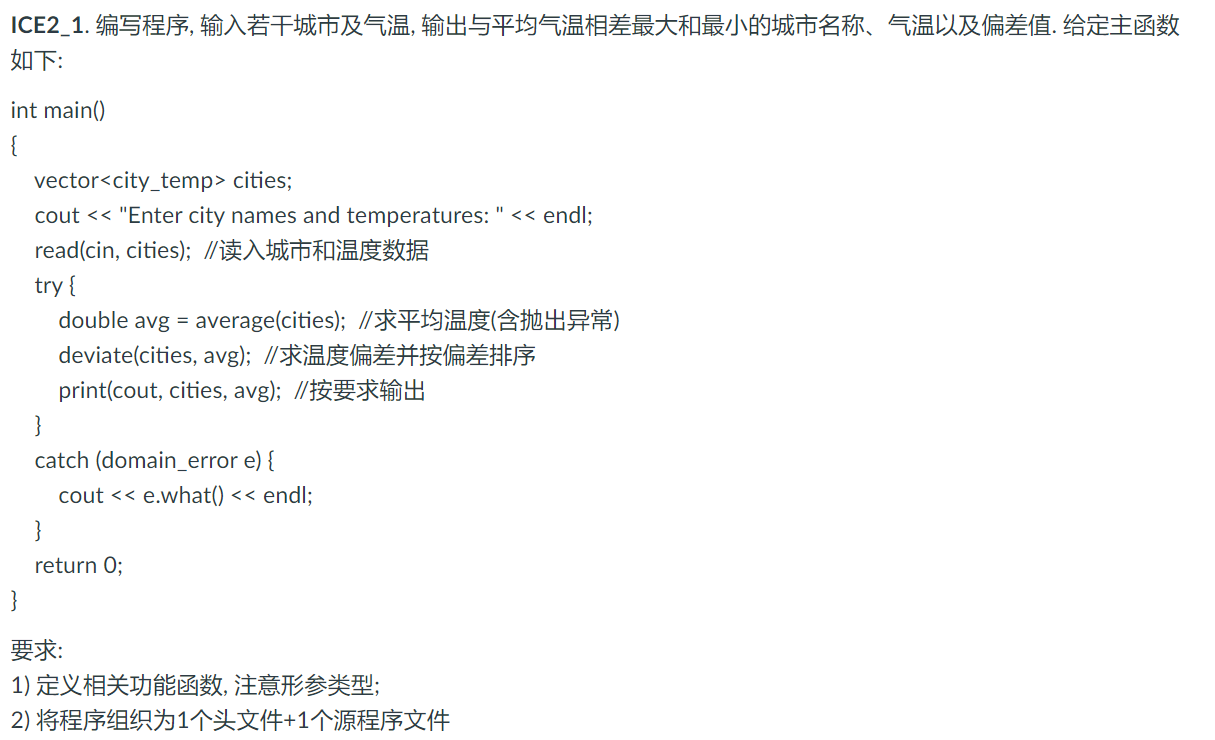 ICE2_1. 编写程序, 输入若干城市及气温, 输出与平均气温相差最大和最小的城市名称、气温以及偏差值. 给定主函数
如下:
int main()
{
vector<city_temp> cities;
cout << "Enter city names and temperatures: " << endl;
read(cin, cities); //读入城市和温度数据
try {
double avg = average(cities); //求平均温度(含抛出异常)
deviate(cities, avg); //求温度偏差并按偏差排序
print(cout, cities, avg); //按要求输出
}
catch (domain_error e) {
cout << e.what() << endl;
}
return 0;
}
要求:
1) 定义相关功能函数, 注意形参类型;
2) 将程序组织为1个头文件+1个源程序文件